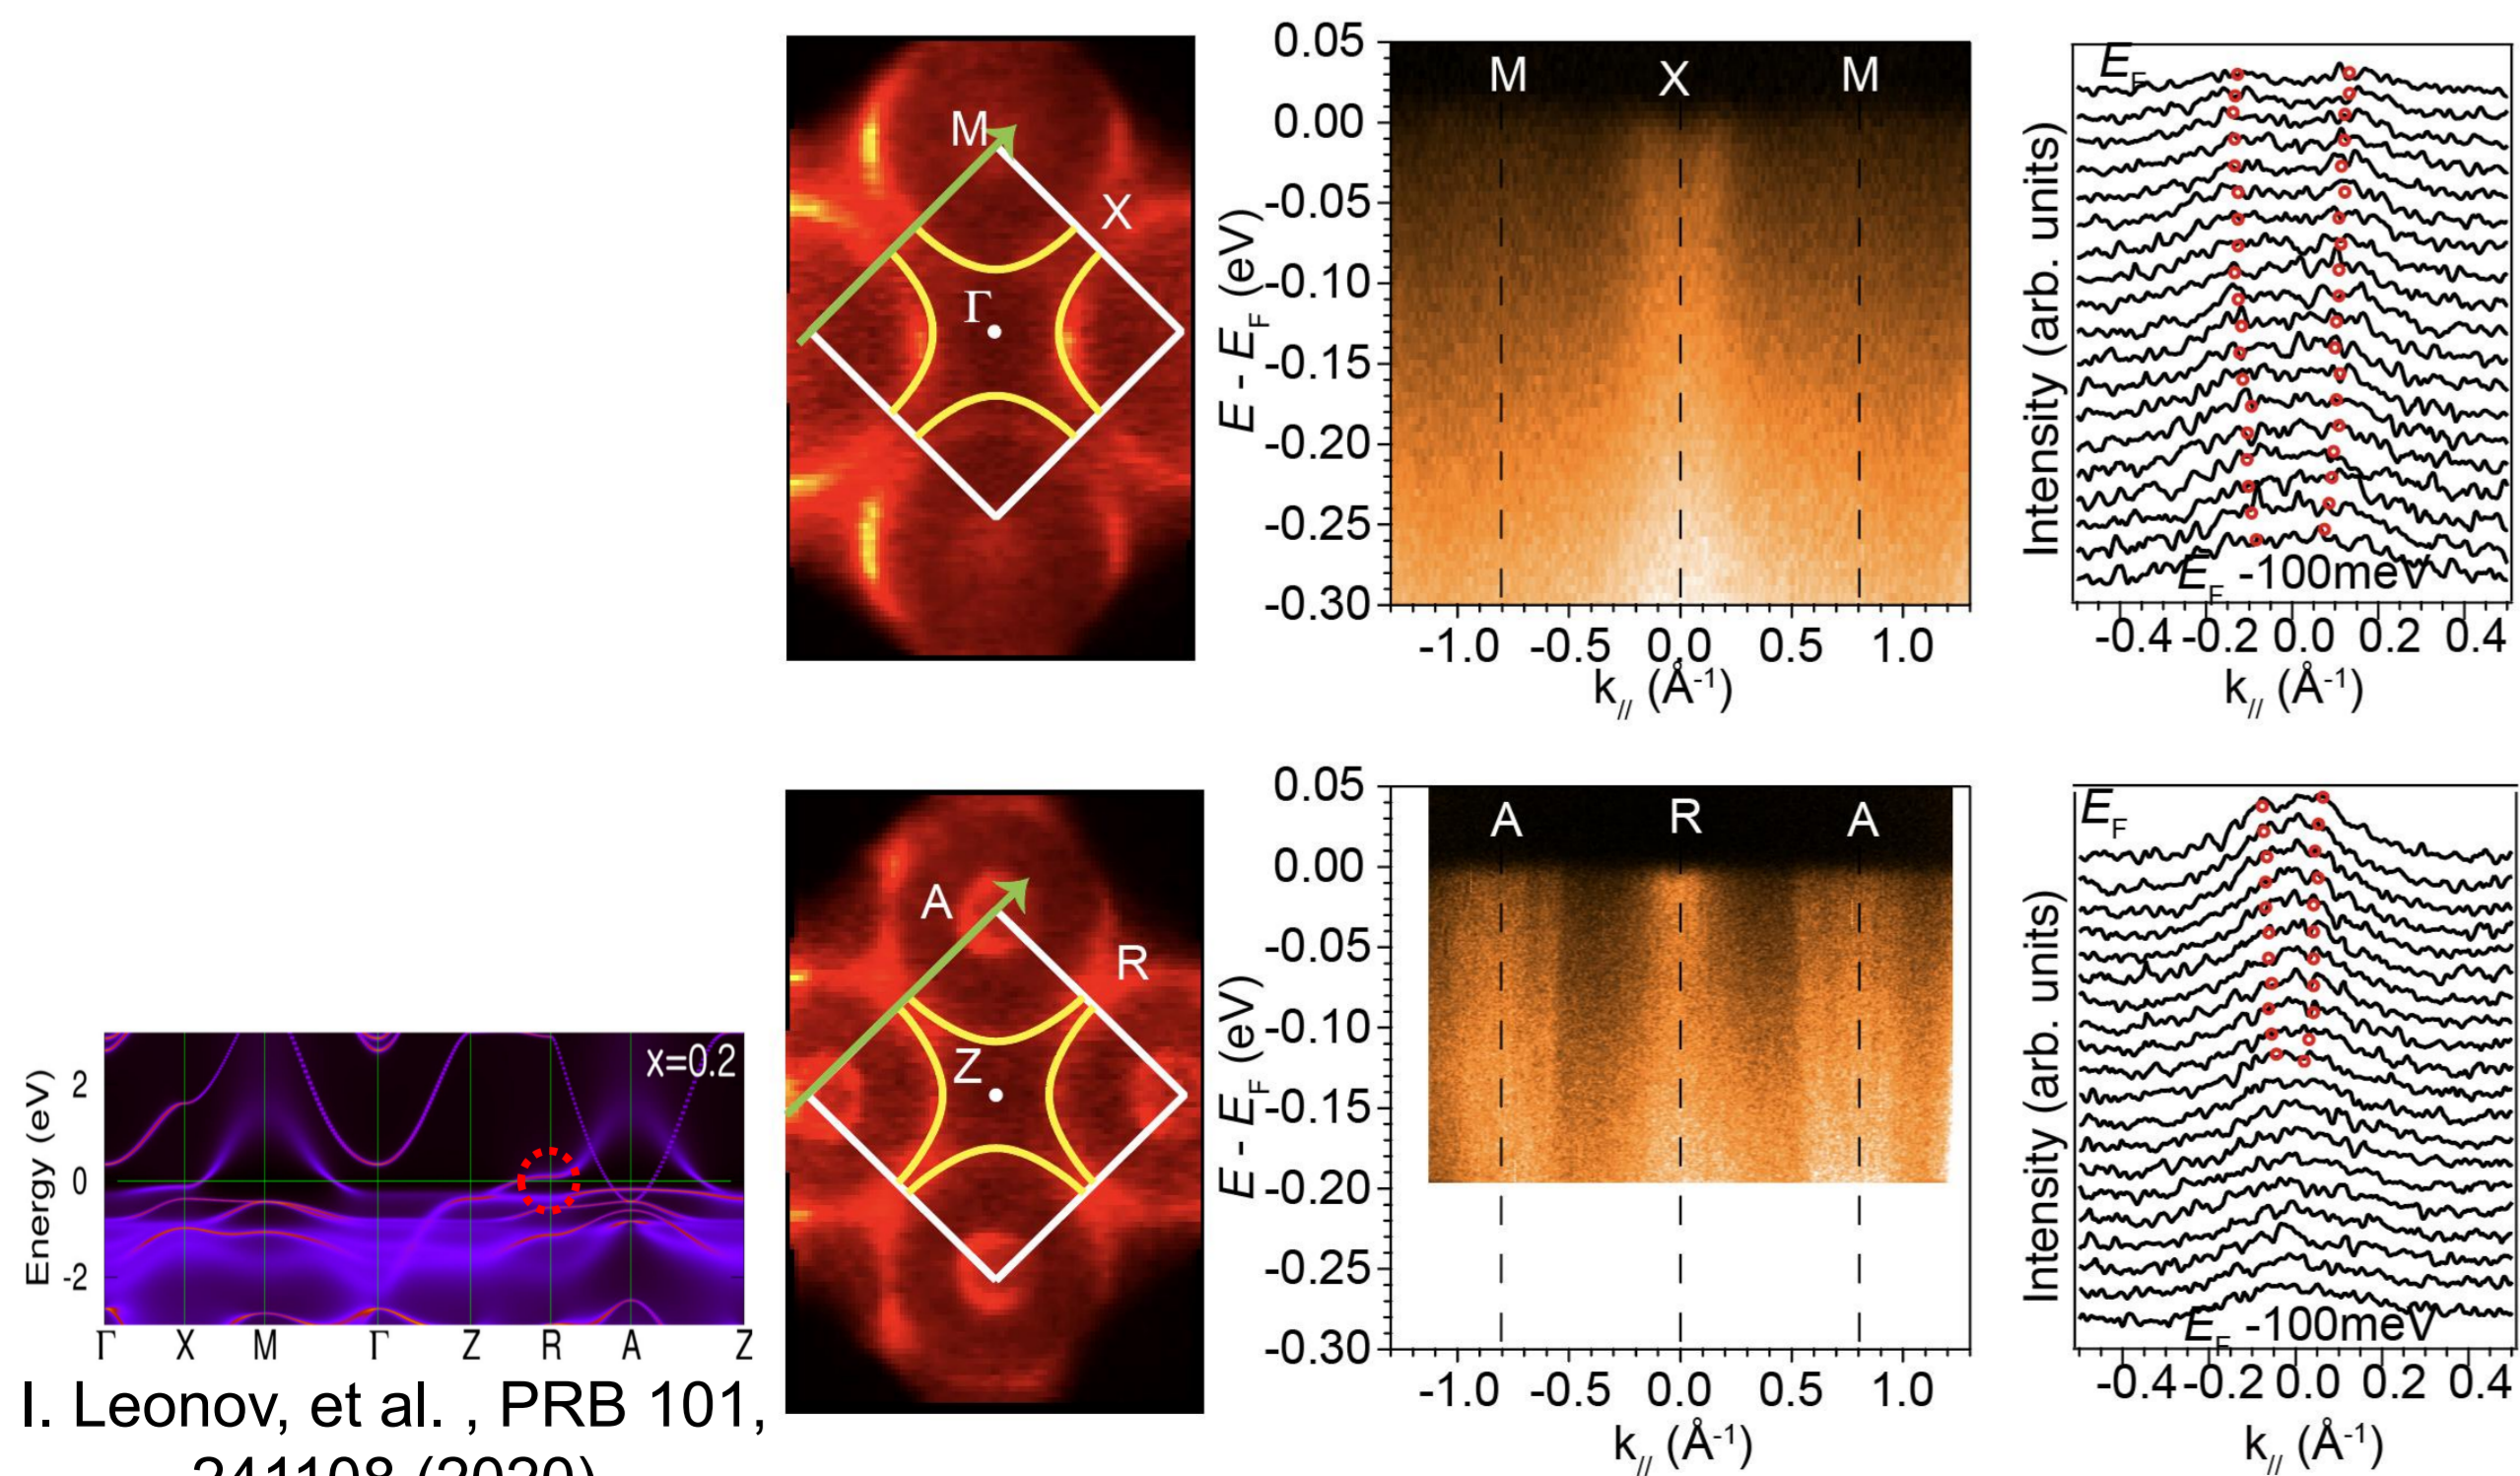 M
X
Γ
0.05
0.00
-0.05
-0.10
-0.15
-0.20
-0.25
-0.30
E - EF (eV)
M X M
-1.0 -0.5 0.0 0.5 1.0
k// (Å-1)
Intensity (arb. units)
EF
EF -100meV
-0.4 -0.2 0.0 0.2 0.4
k// (Å-1)
Energy (eV)
2
0
-2
x=0.2
Γ X M Γ Z R A Z
I. Leonov, et al. , PRB 101,
241108 (2020)
A
R
Z
0.05
0.00
-0.05
-0.10
-0.15
-0.20
-0.25
-0.30
E - EF (eV)
A R A
-1.0 -0.5 0.0 0.5 1.0
k// (Å-1)
Intensity (arb. units)
EF
EF -100meV
-0.4 -0.2 0.0 0.2 0.4
k// (Å-1)